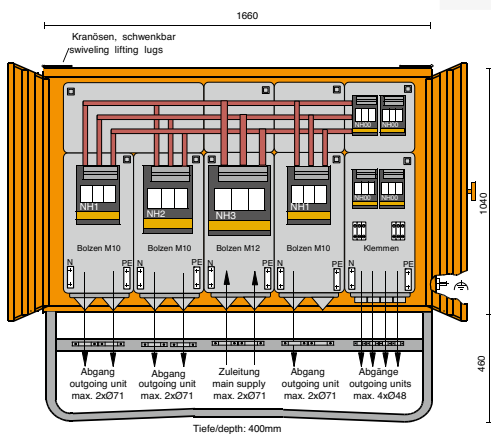 1660
Kranösen, schwenkbar
swiveling lifting lugs
NH00 NH00
NH1 NH2 NH3 NH1 NH00 NH00
Bolzen M10 Bolzen M10 Bolzen M12 Bolzen M10 Klemmen
N PE N PE N PE N PE N PE
1040
460
Abgang Abgang Zuleitung Abgang Abgänge
outgoing unit outgoing unit main supply outgoing unit outgoing units
max. 2xØ71 max. 2xØ71 max. 2xØ71 max. 2xØ71 max. 4xØ48
Tiefe/depth: 400mm